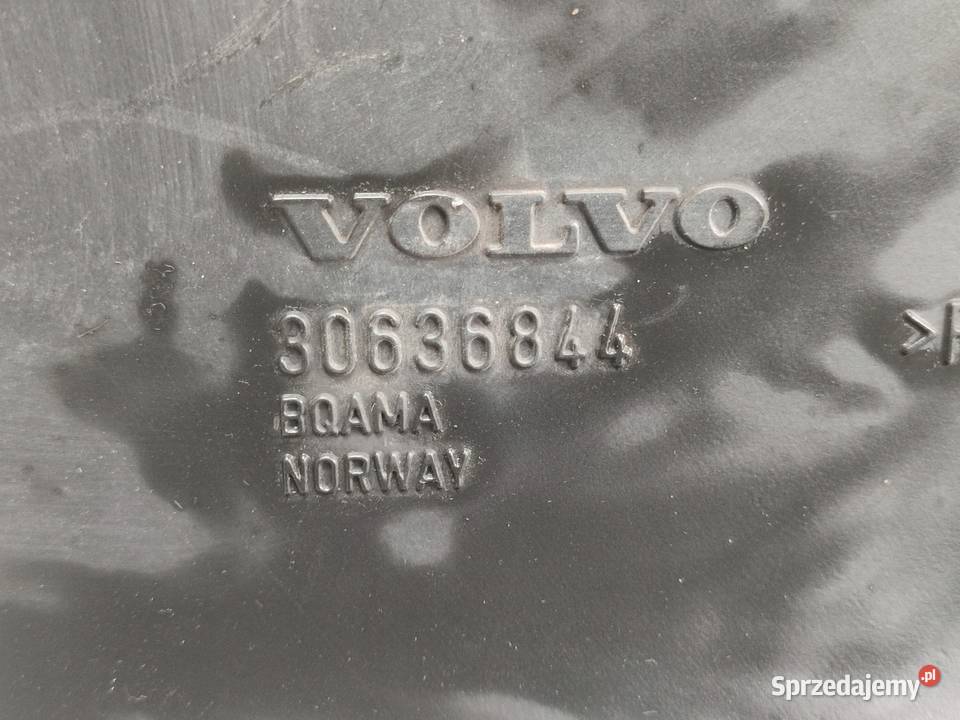 VOLVO
30636844
BQAMA
NORWAY
Sprzedajemy.pl